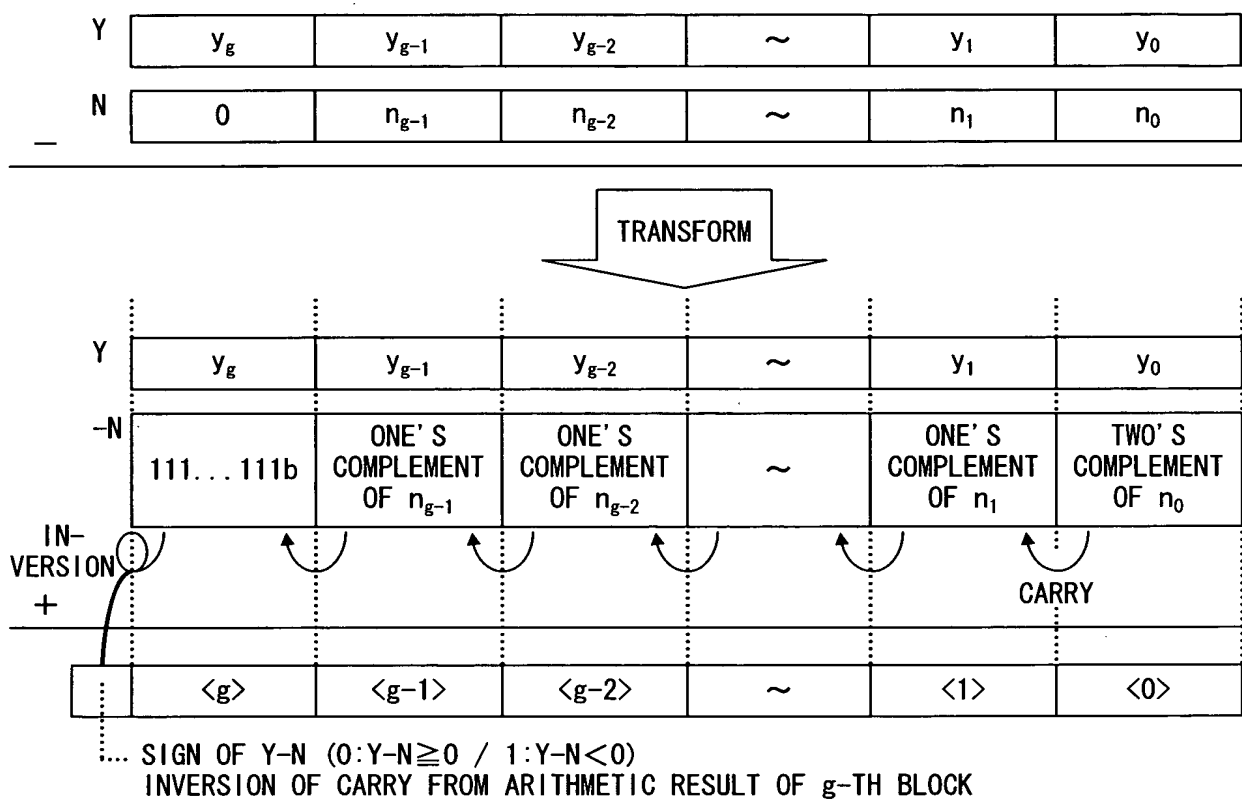 Y y_g y_{g-1} y_{g-2} ~ y_1 y_0
N 0 n_{g-1} n_{g-2} ~ n_1 n_0
−
TRANSFORM
Y y_g y_{g-1} y_{g-2} ~ y_1 y_0
-N 111...111b ONE'S COMPLEMENT OF n_{g-1} ONE'S COMPLEMENT OF n_{g-2} ~ ONE'S COMPLEMENT OF n_1 TWO'S COMPLEMENT OF n_0
IN-
VERSION
CARRY
+
<g> <g-1> <g-2> ~ <1> <0>
SIGN OF Y-N (0:Y-N≧0 / 1:Y-N<0)
INVERSION OF CARRY FROM ARITHMETIC RESULT OF g-TH BLOCK